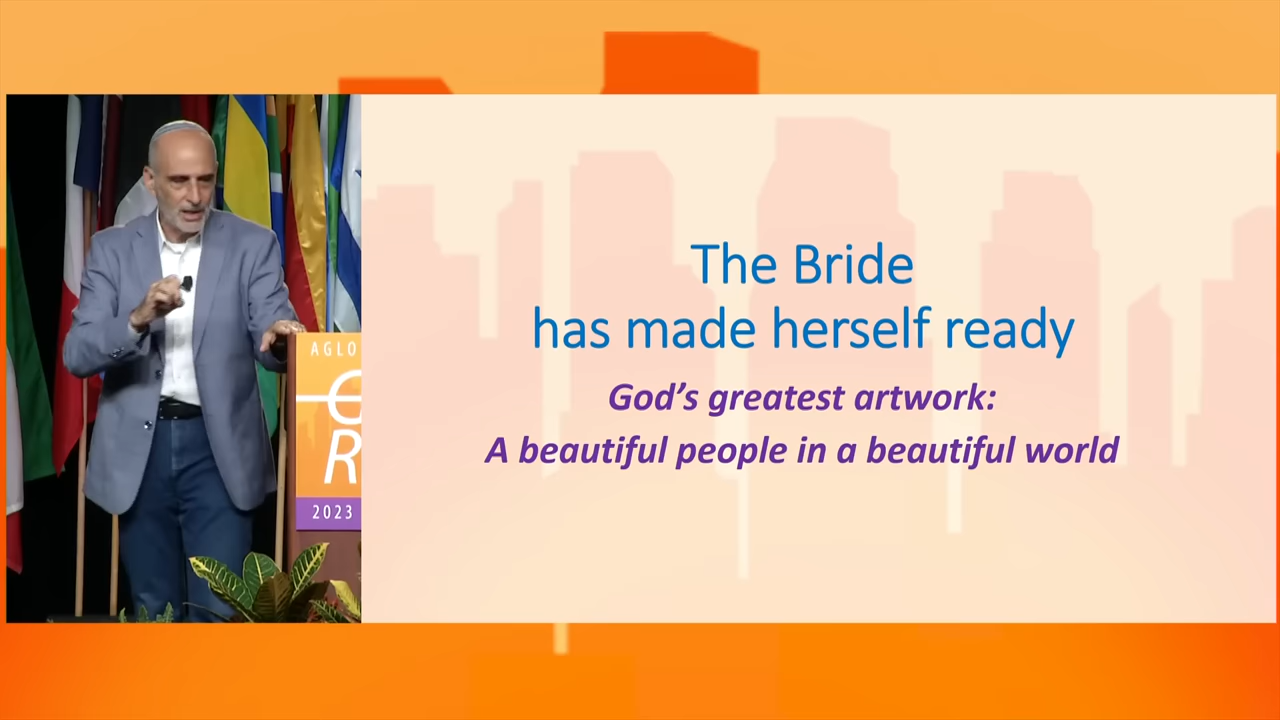 The Bride
has made herself ready
God's greatest artwork:
A beautiful people in a beautiful world
AGLO
R
2023